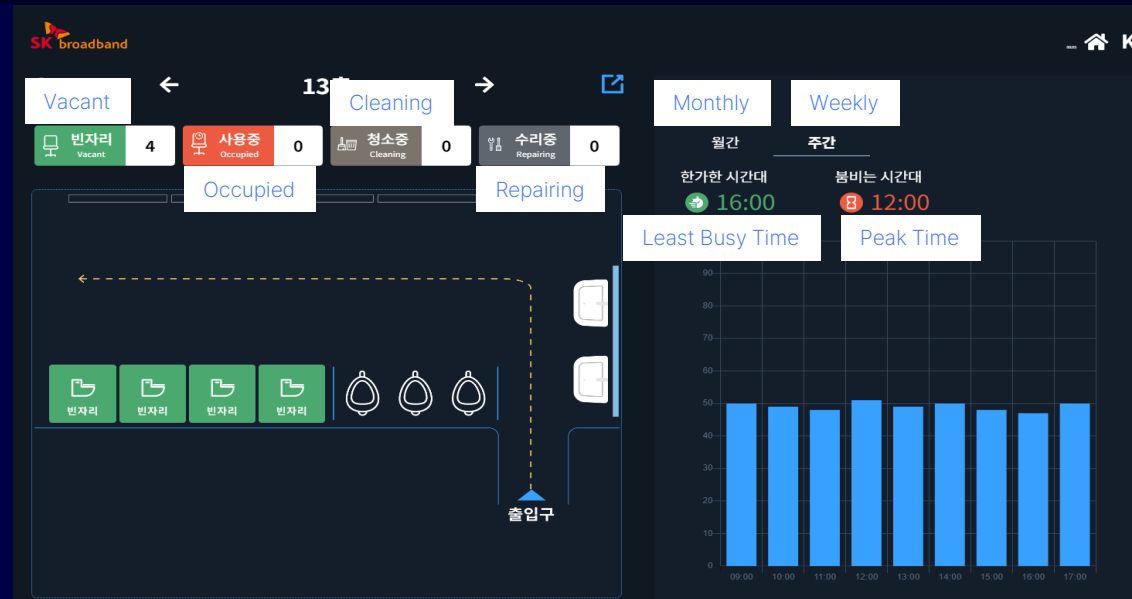 SK broadband
K
← 13 →
Vacant
Cleaning
Monthly
Weekly
빈자리
Vacant
4
사용중
Occupied
0
청소중
Cleaning
0
수리중
Repairing
0
월간
주간
Occupied
Repairing
한가한 시간대
붐비는 시간대
16:00
12:00
Least Busy Time
Peak Time
90
80
70
60
50
40
30
20
10
0
빈자리
빈자리
빈자리
빈자리
출입구
09:00 10:00 11:00 12:00 13:00 14:00 15:00 16:00 17:00